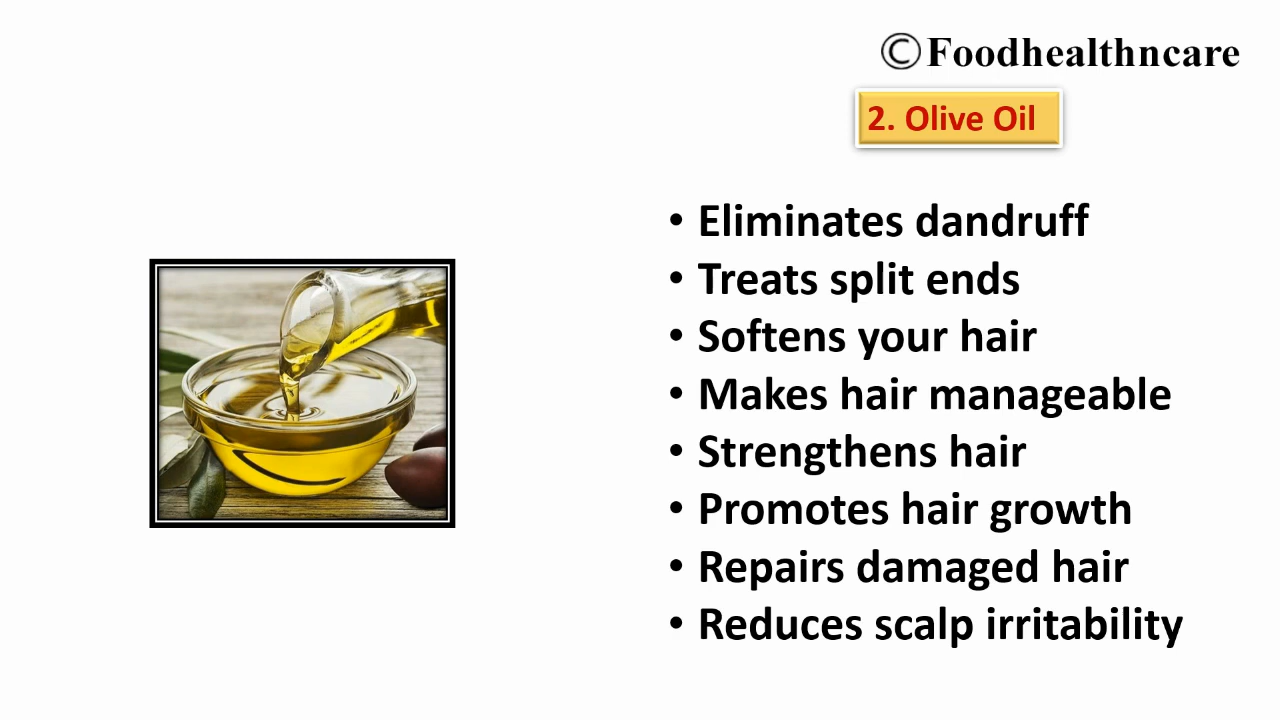 ©Foodhealthncare
2. Olive Oil
• Eliminates dandruff
• Treats split ends
• Softens your hair
• Makes hair manageable
• Strengthens hair
• Promotes hair growth
• Repairs damaged hair
• Reduces scalp irritability